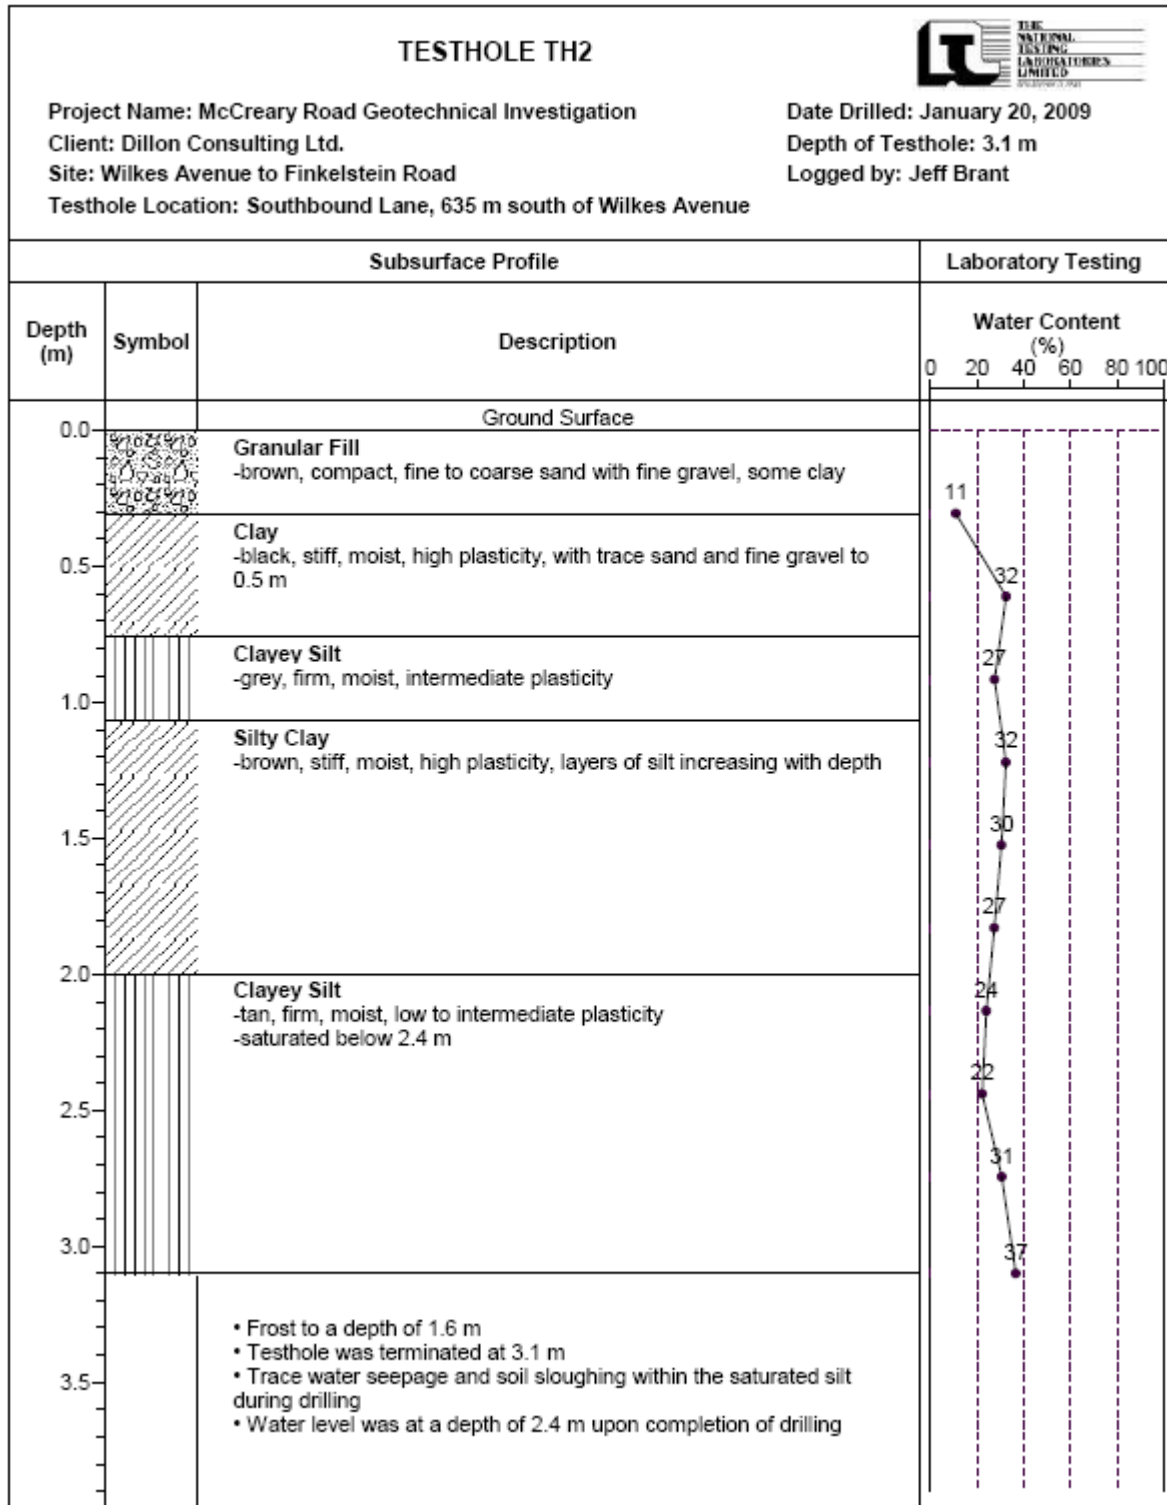 TESTHOLE TH2
THE
NATIONAL
TESTING
LABORATORIES
LIMITED
Project Name: McCreary Road Geotechnical Investigation
Date Drilled: January 20, 2009
Client: Dillon Consulting Ltd.
Depth of Testhole: 3.1 m
Site: Wilkes Avenue to Finkelstein Road
Logged by: Jeff Brant
Testhole Location: Southbound Lane, 635 m south of Wilkes Avenue
Subsurface Profile
Laboratory Testing
Depth
(m)
Symbol
Description
Water Content
(%)
0 20 40 60 80 100
Ground Surface
0.0
Granular Fill
-brown, compact, fine to coarse sand with fine gravel, some clay
11
Clay
-black, stiff, moist, high plasticity, with trace sand and fine gravel to
0.5 m
0.5
32
Clayey Silt
-grey, firm, moist, intermediate plasticity
27
1.0
Silty Clay
-brown, stiff, moist, high plasticity, layers of silt increasing with depth
32
1.5
30
27
2.0
Clayey Silt
-tan, firm, moist, low to intermediate plasticity
-saturated below 2.4 m
24
22
2.5
31
3.0
37
• Frost to a depth of 1.6 m
• Testhole was terminated at 3.1 m
• Trace water seepage and soil sloughing within the saturated silt
during drilling
• Water level was at a depth of 2.4 m upon completion of drilling
3.5